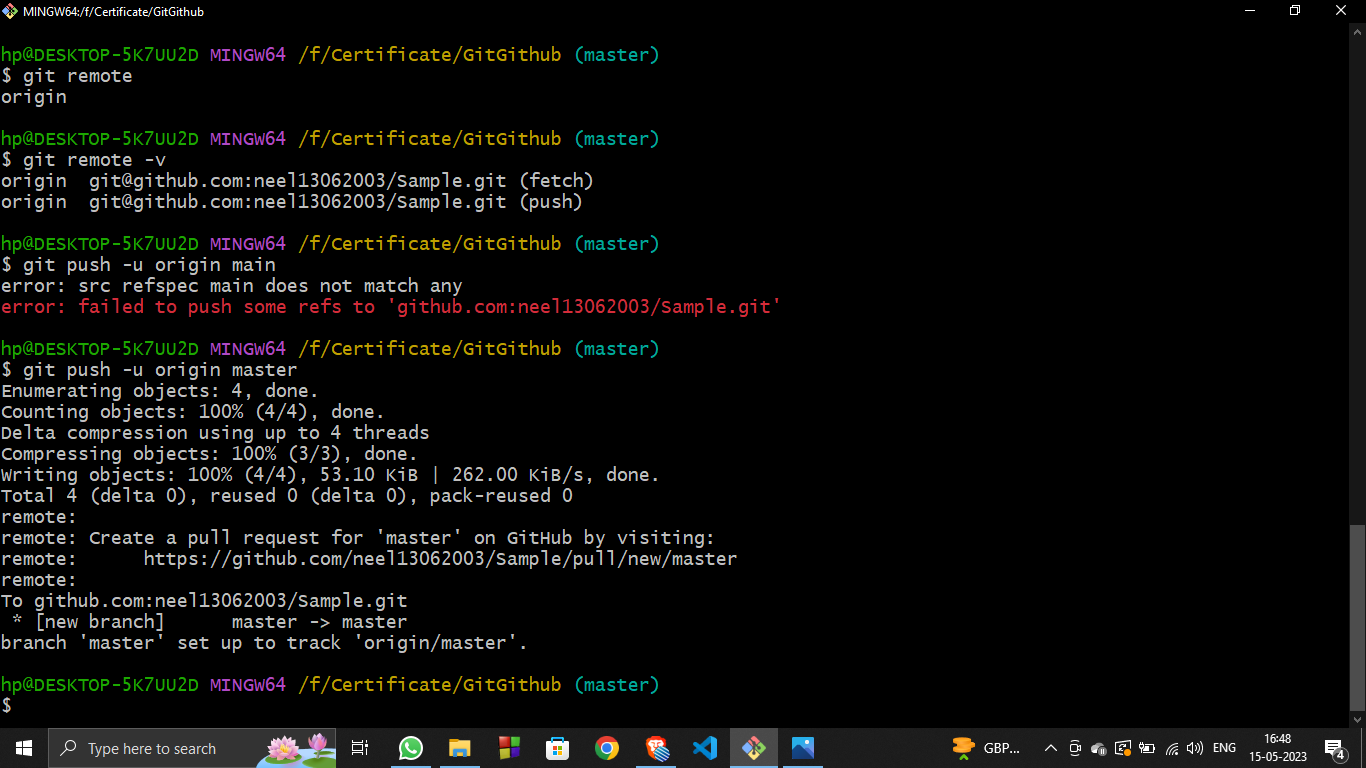 MINGW64:/f/Certificate/GitGithub
hp@DESKTOP-5K7UU2D MINGW64 /f/Certificate/GitGithub (master)
$ git remote
origin
hp@DESKTOP-5K7UU2D MINGW64 /f/Certificate/GitGithub (master)
$ git remote -v
origin  git@github.com:neel13062003/Sample.git (fetch)
origin  git@github.com:neel13062003/Sample.git (push)
hp@DESKTOP-5K7UU2D MINGW64 /f/Certificate/GitGithub (master)
$ git push -u origin main
error: src refspec main does not match any
error: failed to push some refs to 'github.com:neel13062003/Sample.git'
hp@DESKTOP-5K7UU2D MINGW64 /f/Certificate/GitGithub (master)
$ git push -u origin master
Enumerating objects: 4, done.
Counting objects: 100% (4/4), done.
Delta compression using up to 4 threads
Compressing objects: 100% (3/3), done.
Writing objects: 100% (4/4), 53.10 KiB | 262.00 KiB/s, done.
Total 4 (delta 0), reused 0 (delta 0), pack-reused 0
remote:
remote: Create a pull request for 'master' on GitHub by visiting:
remote:      https://github.com/neel13062003/Sample/pull/new/master
remote:
To github.com:neel13062003/Sample.git
 * [new branch]      master -> master
branch 'master' set up to track 'origin/master'.
hp@DESKTOP-5K7UU2D MINGW64 /f/Certificate/GitGithub (master)
$
Type here to search
GBP...
ENG
16:48
15-05-2023
4